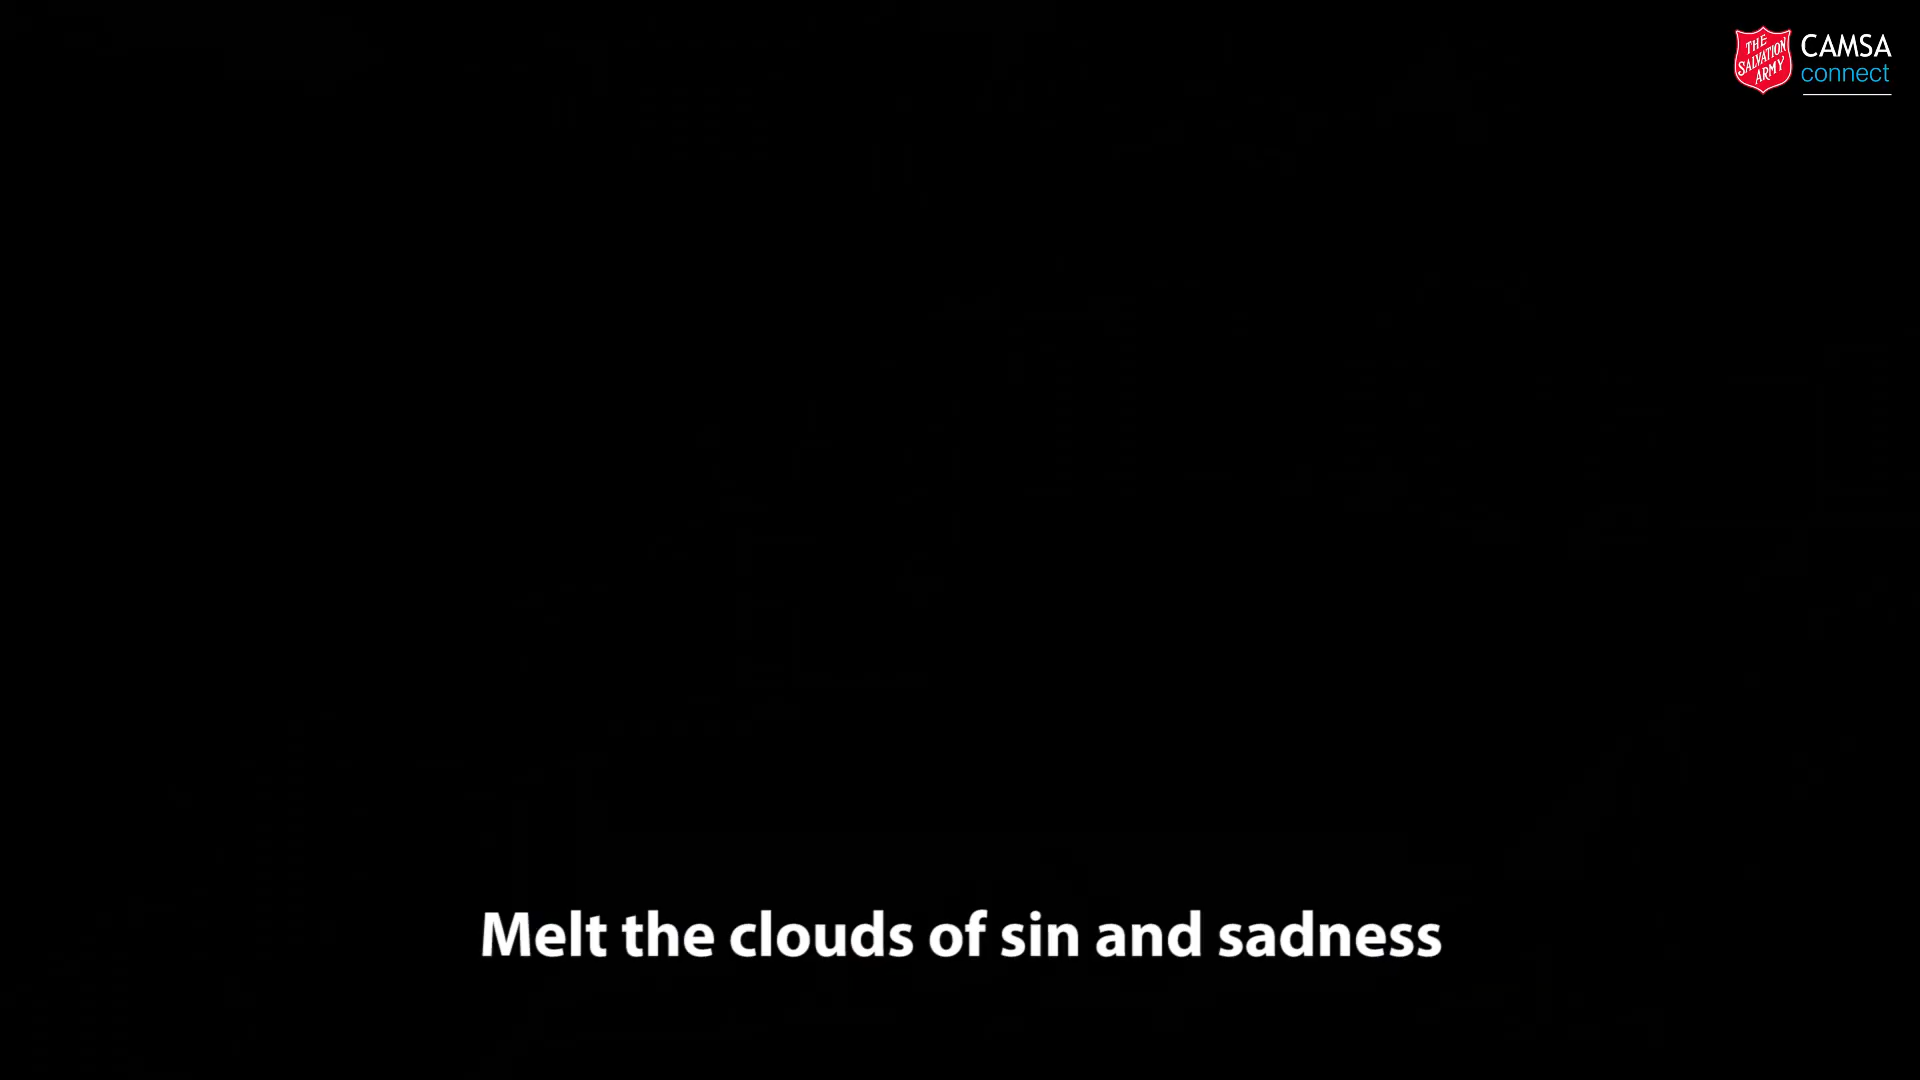 THE
SALVATION
ARMY
CAMSA
connect
Melt the clouds of sin and sadness